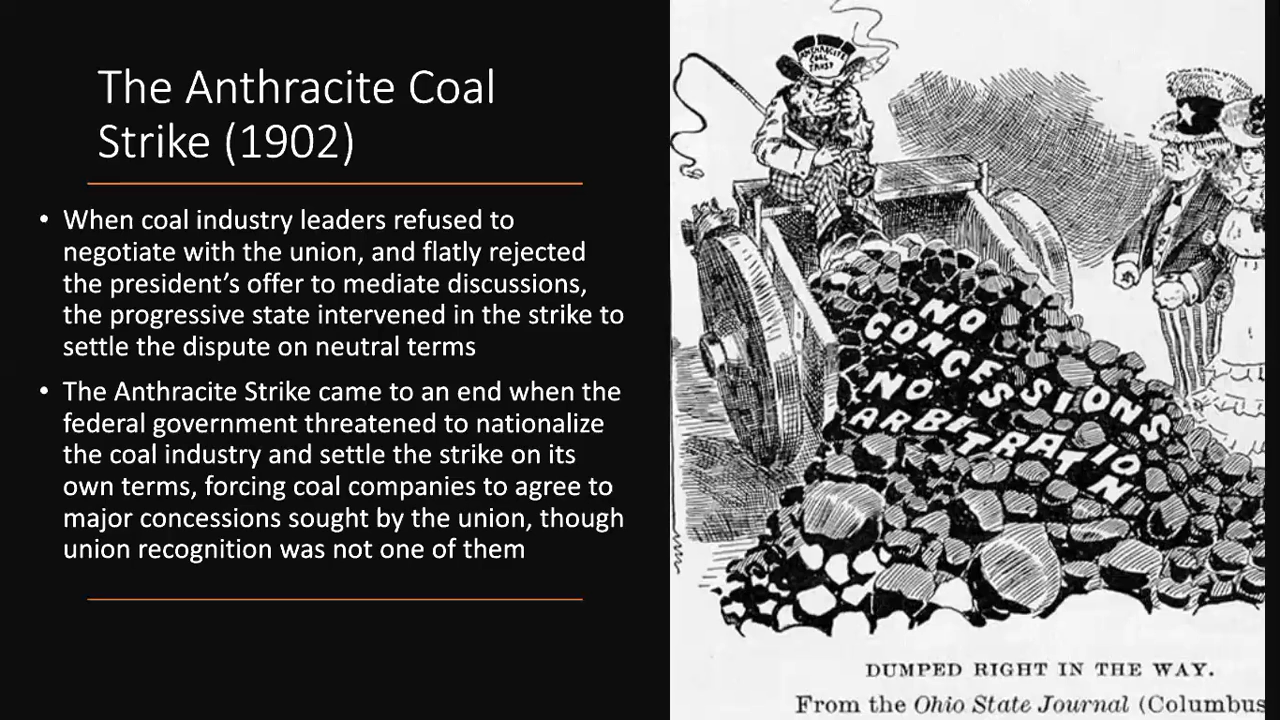 The Anthracite Coal
Strike (1902)
• When coal industry leaders refused to
negotiate with the union, and flatly rejected
the president’s offer to mediate discussions,
the progressive state intervened in the strike to
settle the dispute on neutral terms
• The Anthracite Strike came to an end when the
federal government threatened to nationalize
the coal industry and settle the strike on its
own terms, forcing coal companies to agree to
major concessions sought by the union, though
union recognition was not one of them
ANTHRACITE
COAL
TRUST
NO
CONCESSIONS
NO
ARBITRATION
DUMPED RIGHT IN THE WAY.
From the Ohio State Journal (Columbus